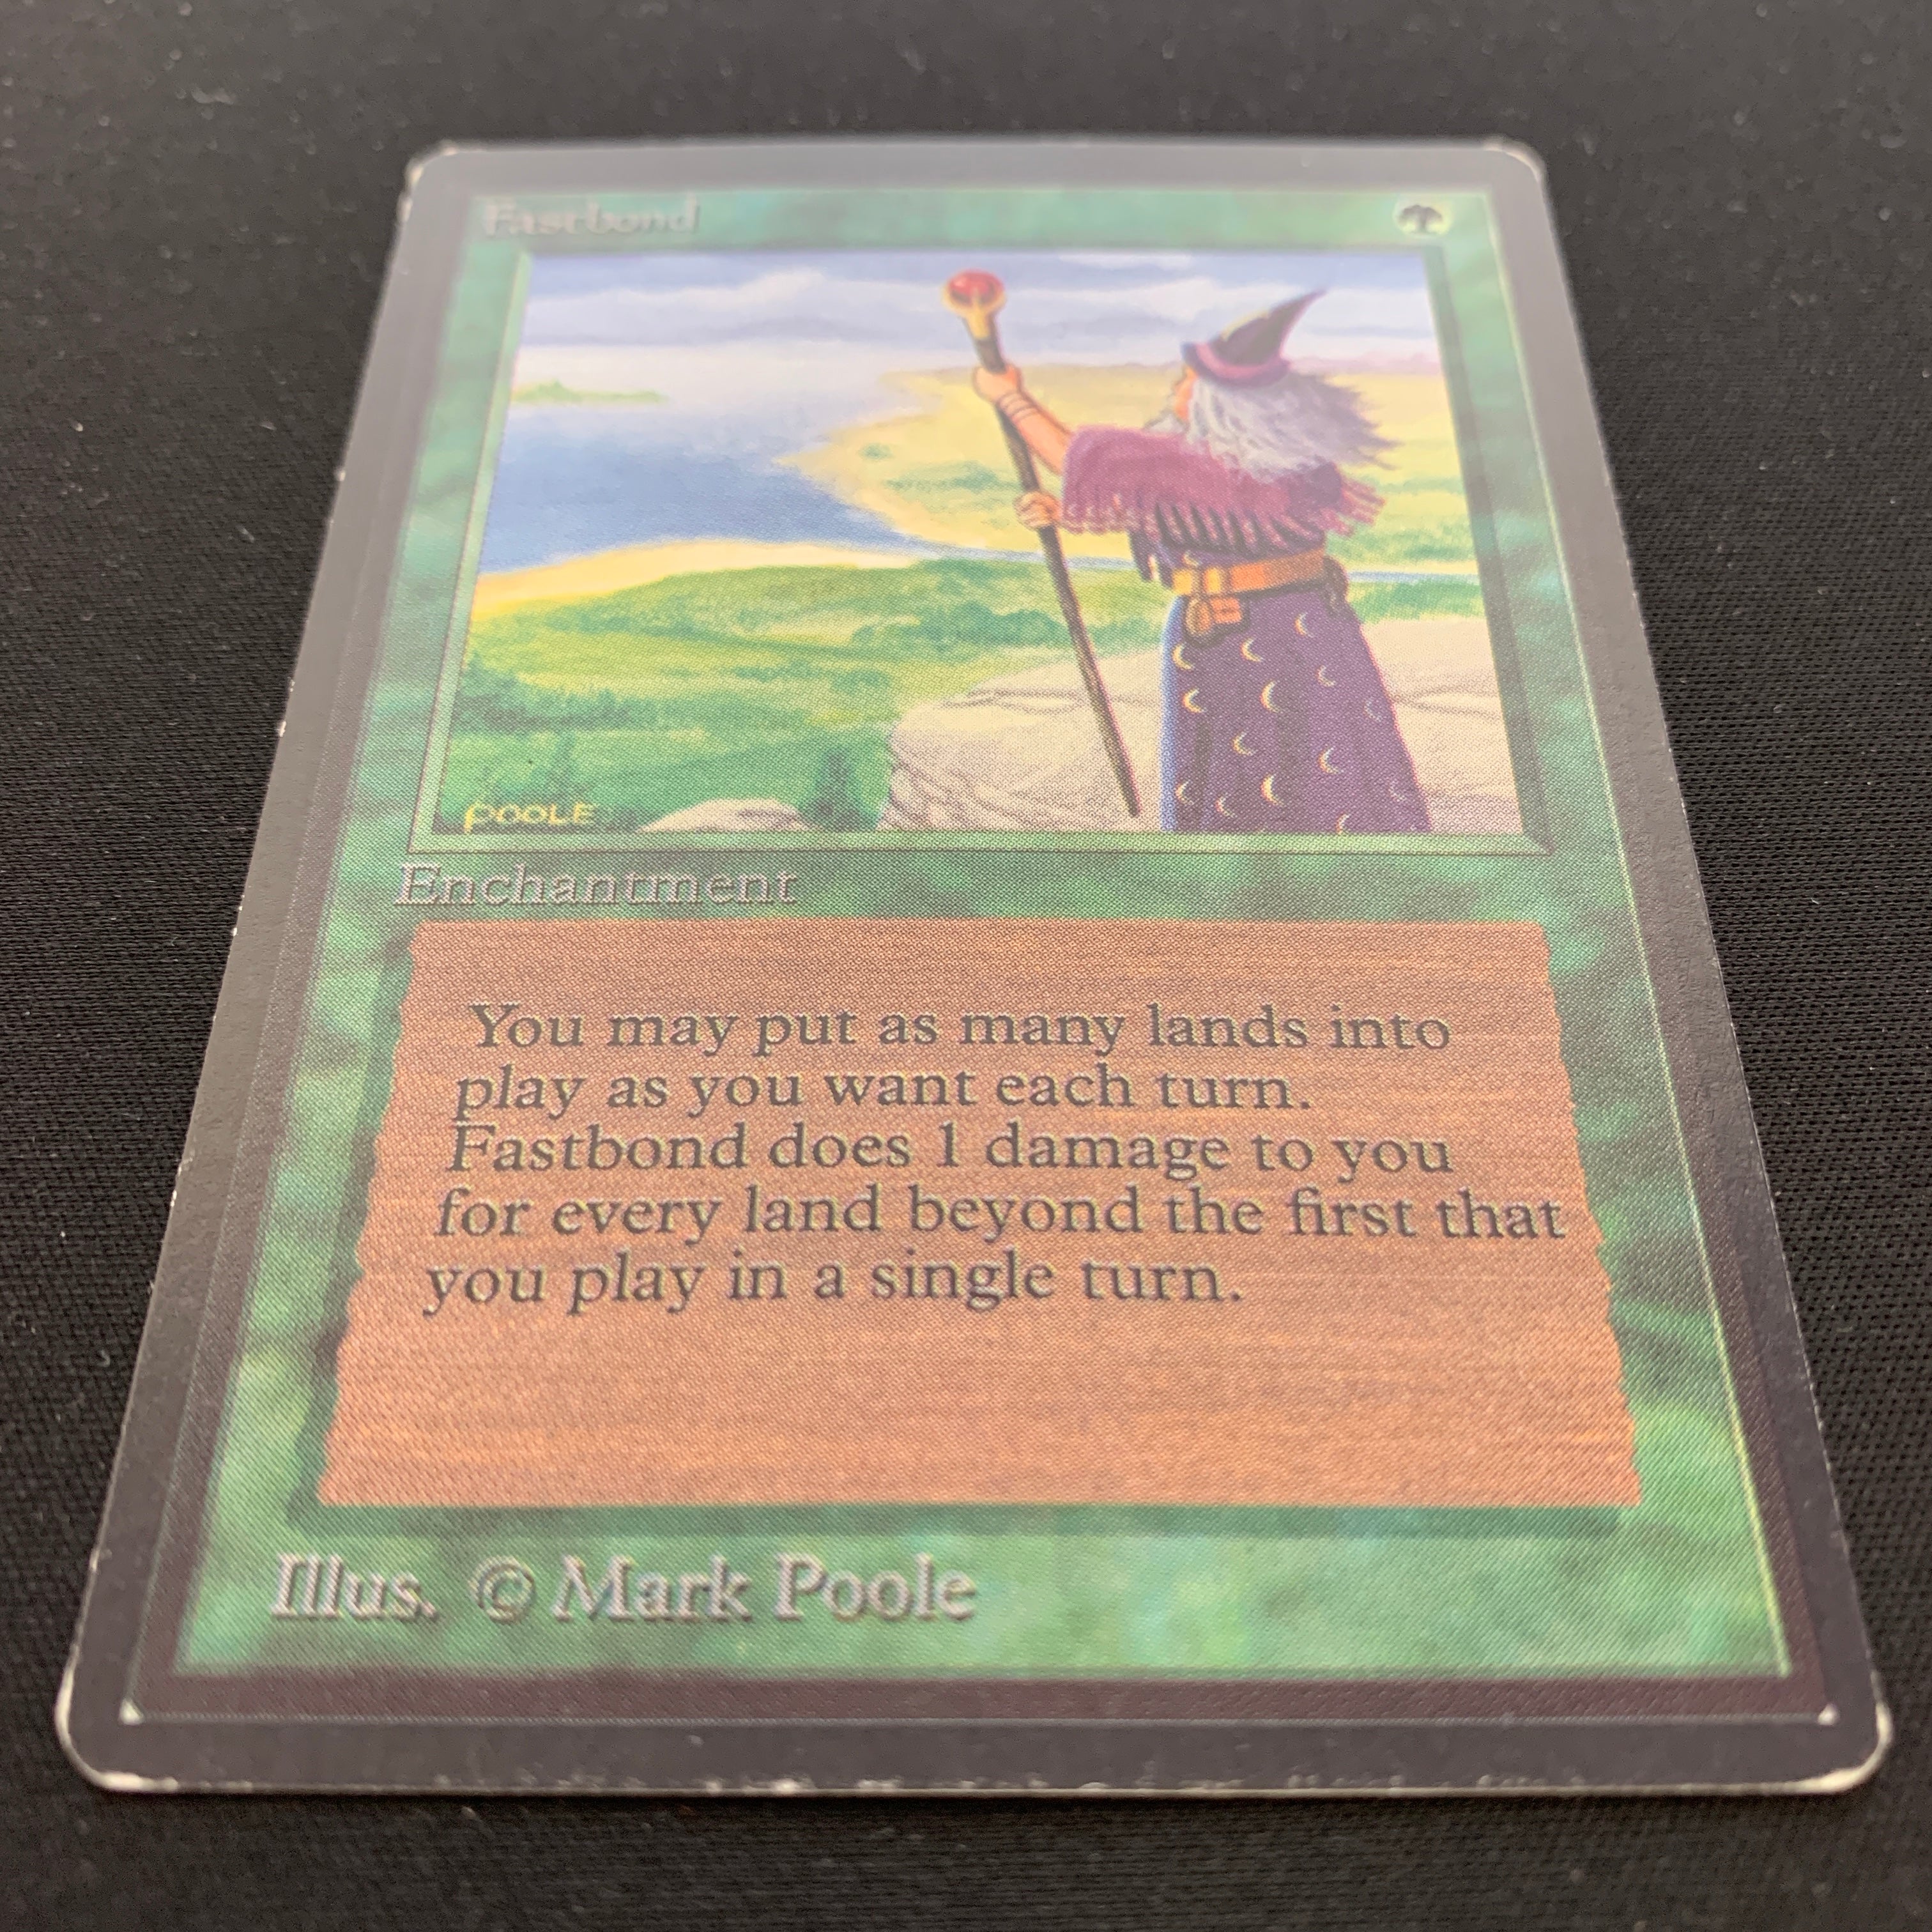 Fastbond
POOLE
Enchantment
You may put as many lands into
play as you want each turn.
Fastbond does 1 damage to you
for every land beyond the first that
you play in a single turn.
Illus. © Mark Poole